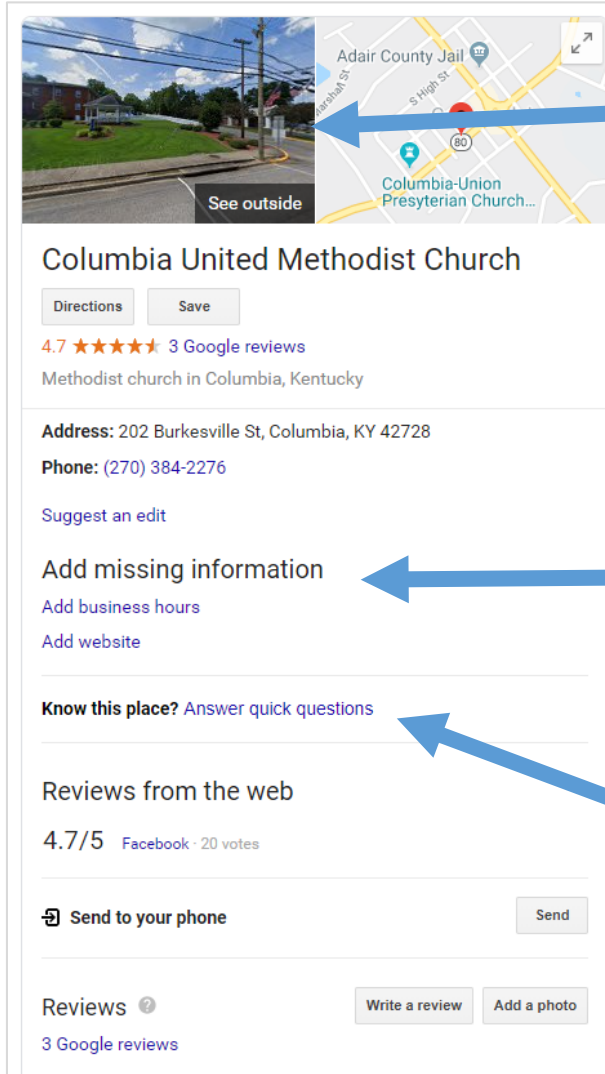 Adair County Jail
S High St
80
Columbia-Union
Presyterian Church...
See outside
Columbia United Methodist Church
Directions Save
4.7 3 Google reviews
Methodist church in Columbia, Kentucky
Address: 202 Burkesville St, Columbia, KY 42728
Phone: (270) 384-2276
Suggest an edit
Add missing information
Add business hours
Add website
Know this place? Answer quick questions
Reviews from the web
4.7/5 Facebook · 20 votes
Send to your phone Send
Reviews ? Write a review Add a photo
3 Google reviews